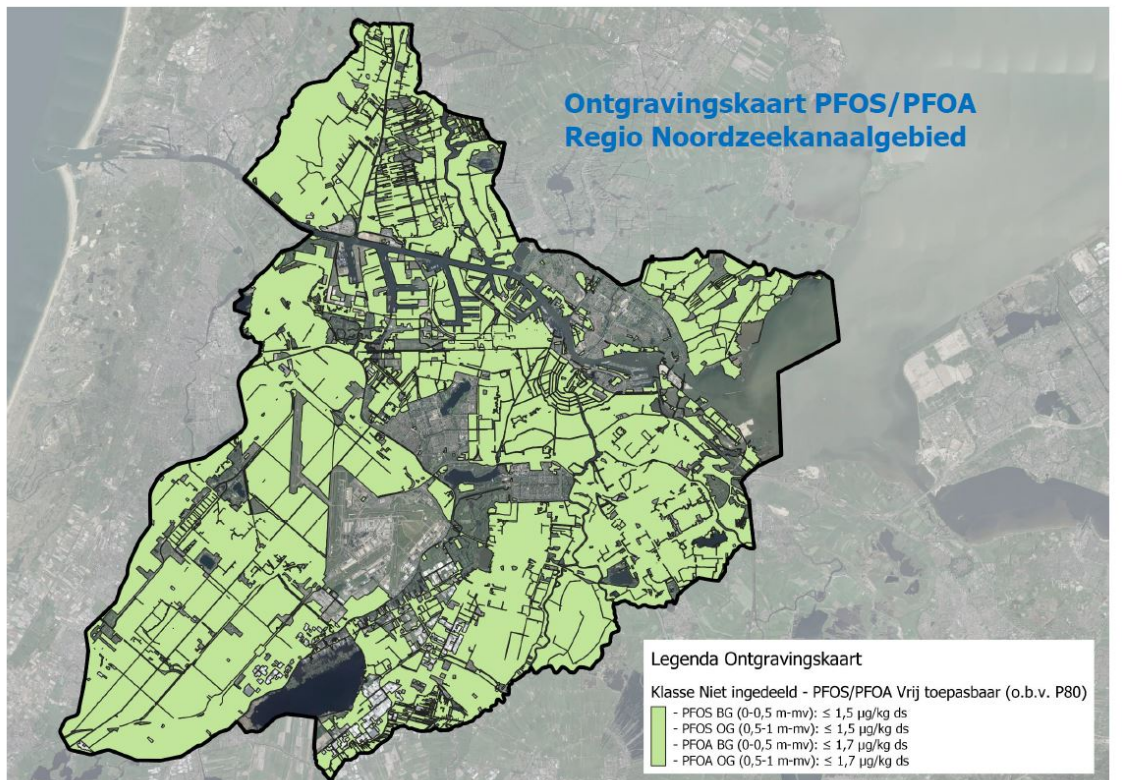 Ontgravingskaart PFOS/PFOA
Regio Noordzeekanaalgebied
Legenda Ontgravingskaart
Klasse Niet ingedeeld - PFOS/PFOA Vrij toepasbaar (o.b.v. P80)
- PFOS BG (0-0,5 m-mv): ≤ 1,5 µg/kg ds
- PFOS OG (0,5-1 m-mv): ≤ 1,5 µg/kg ds
- PFOA BG (0-0,5 m-mv): ≤ 1,7 µg/kg ds
- PFOA OG (0,5-1 m-mv): ≤ 1,7 µg/kg ds